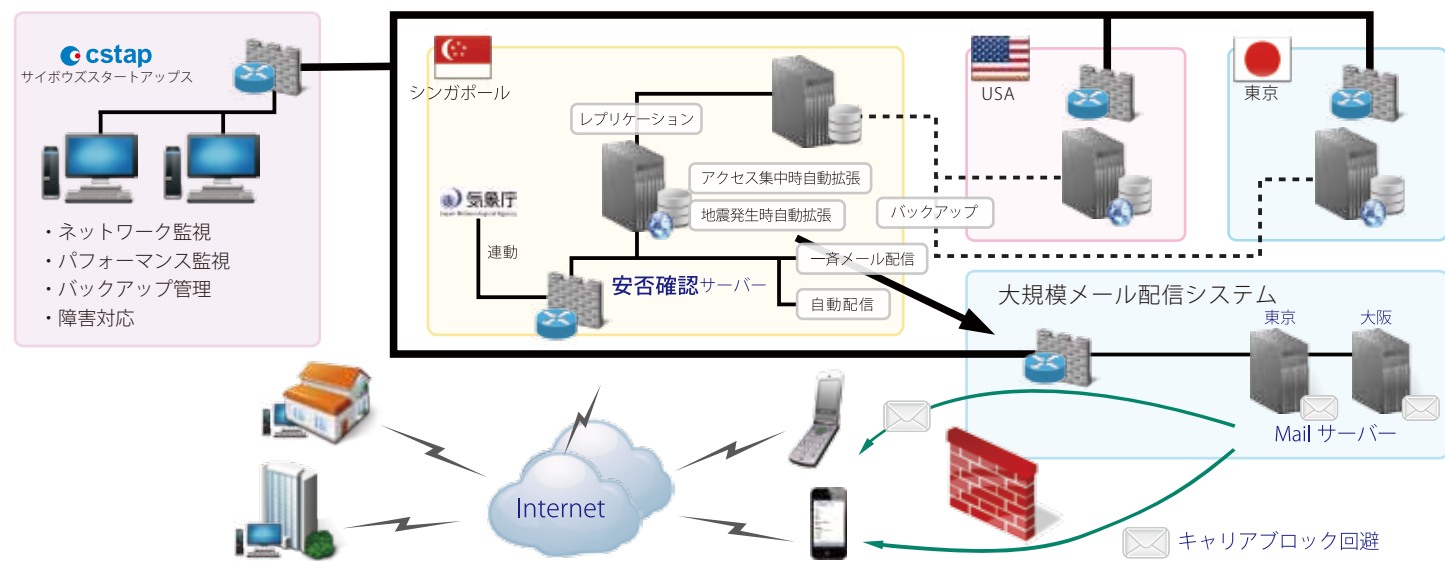 cstap
サイボウズスタートアップス
・ネットワーク監視
・パフォーマンス監視
・バックアップ管理
・障害対応
シンガポール
レプリケーション
アクセス集中時自動拡張
地震発生時自動拡張
気象庁
Japan Meteorological Agency
連動
安否確認サーバー
一斉メール配信
自動配信
バックアップ
USA
東京
大規模メール配信システム
東京
大阪
Mail サーバー
Internet
キャリアブロック回避